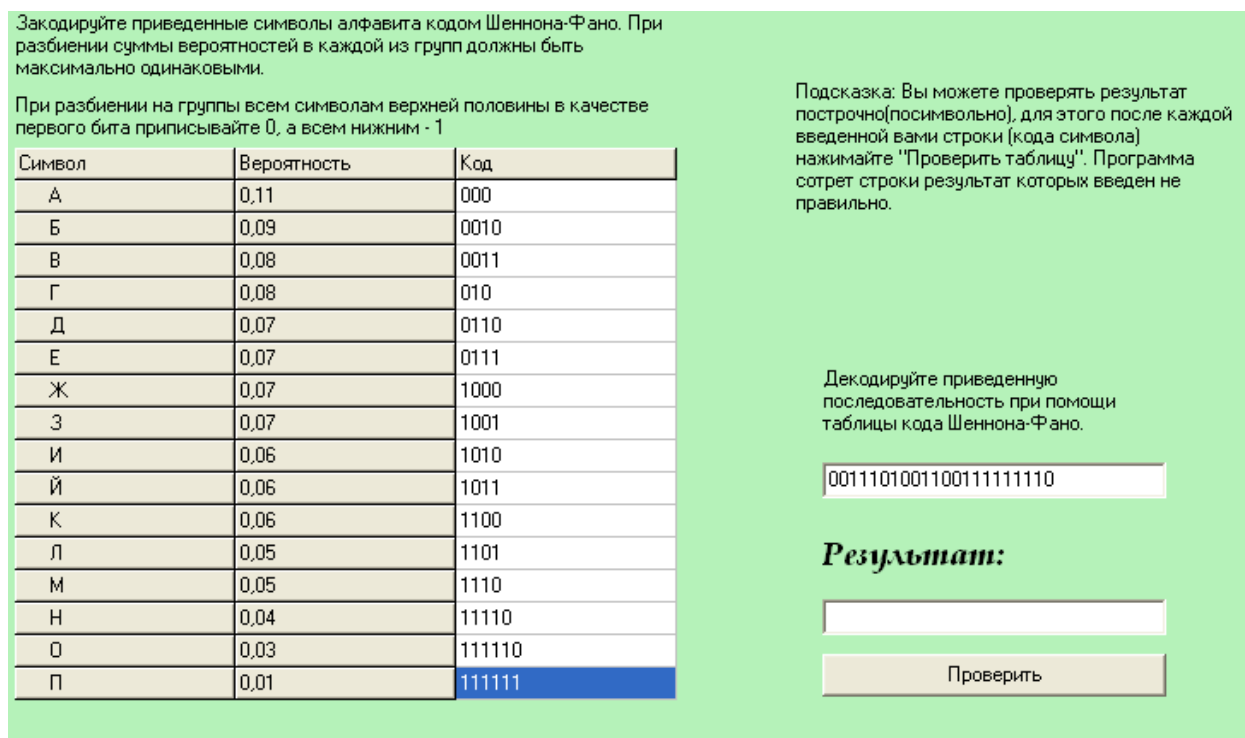 Закодируйте приведенные символы алфавита кодом Шеннона-Фано. При
разбиении суммы вероятностей в каждой из групп должны быть
максимально одинаковыми.
При разбиении на группы всем символам верхней половины в качестве
первого бита приписывайте 0, а всем нижним - 1
Символ Вероятность Код
А 0,11 000
Б 0,09 0010
В 0,08 0011
Г 0,08 010
Д 0,07 0110
Е 0,07 0111
Ж 0,07 1000
З 0,07 1001
И 0,06 1010
Й 0,06 1011
К 0,06 1100
Л 0,05 1101
М 0,05 1110
Н 0,04 11110
О 0,03 111110
П 0,01 111111
Подсказка: Вы можете проверять результат
построчно(посимвольно), для этого после каждой
введенной вами строки (кода символа)
нажимайте "Проверить таблицу". Программа
сотрет строки результат которых введен не
правильно.
Декодируйте приведенную
последовательность при помощи
таблицы кода Шеннона-Фано.
0011101001100111111110
Результат:
Проверить